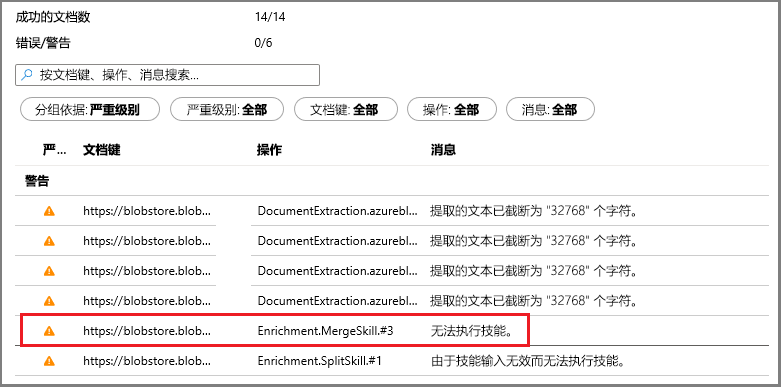 成功的文档数 14/14
错误/警告 0/6
按文档键、操作、消息搜索...
分组依据: 严重级别 严重级别: 全部 文档键: 全部 操作: 全部 消息: 全部
严... 文档键 操作 消息
警告
https://blobstore.blob... DocumentExtraction.azurebl... 提取的文本已截断为 "32768" 个字符。
https://blobstore.blob... DocumentExtraction.azurebl... 提取的文本已截断为 "32768" 个字符。
https://blobstore.blob... DocumentExtraction.azurebl... 提取的文本已截断为 "32768" 个字符。
https://blobstore.blob... DocumentExtraction.azurebl... 提取的文本已截断为 "32768" 个字符。
https://blobstore.blob... Enrichment.MergeSkill.#3 无法执行技能。
https://blobstore.blob... Enrichment.SplitSkill.#1 由于技能输入无效而无法执行技能。